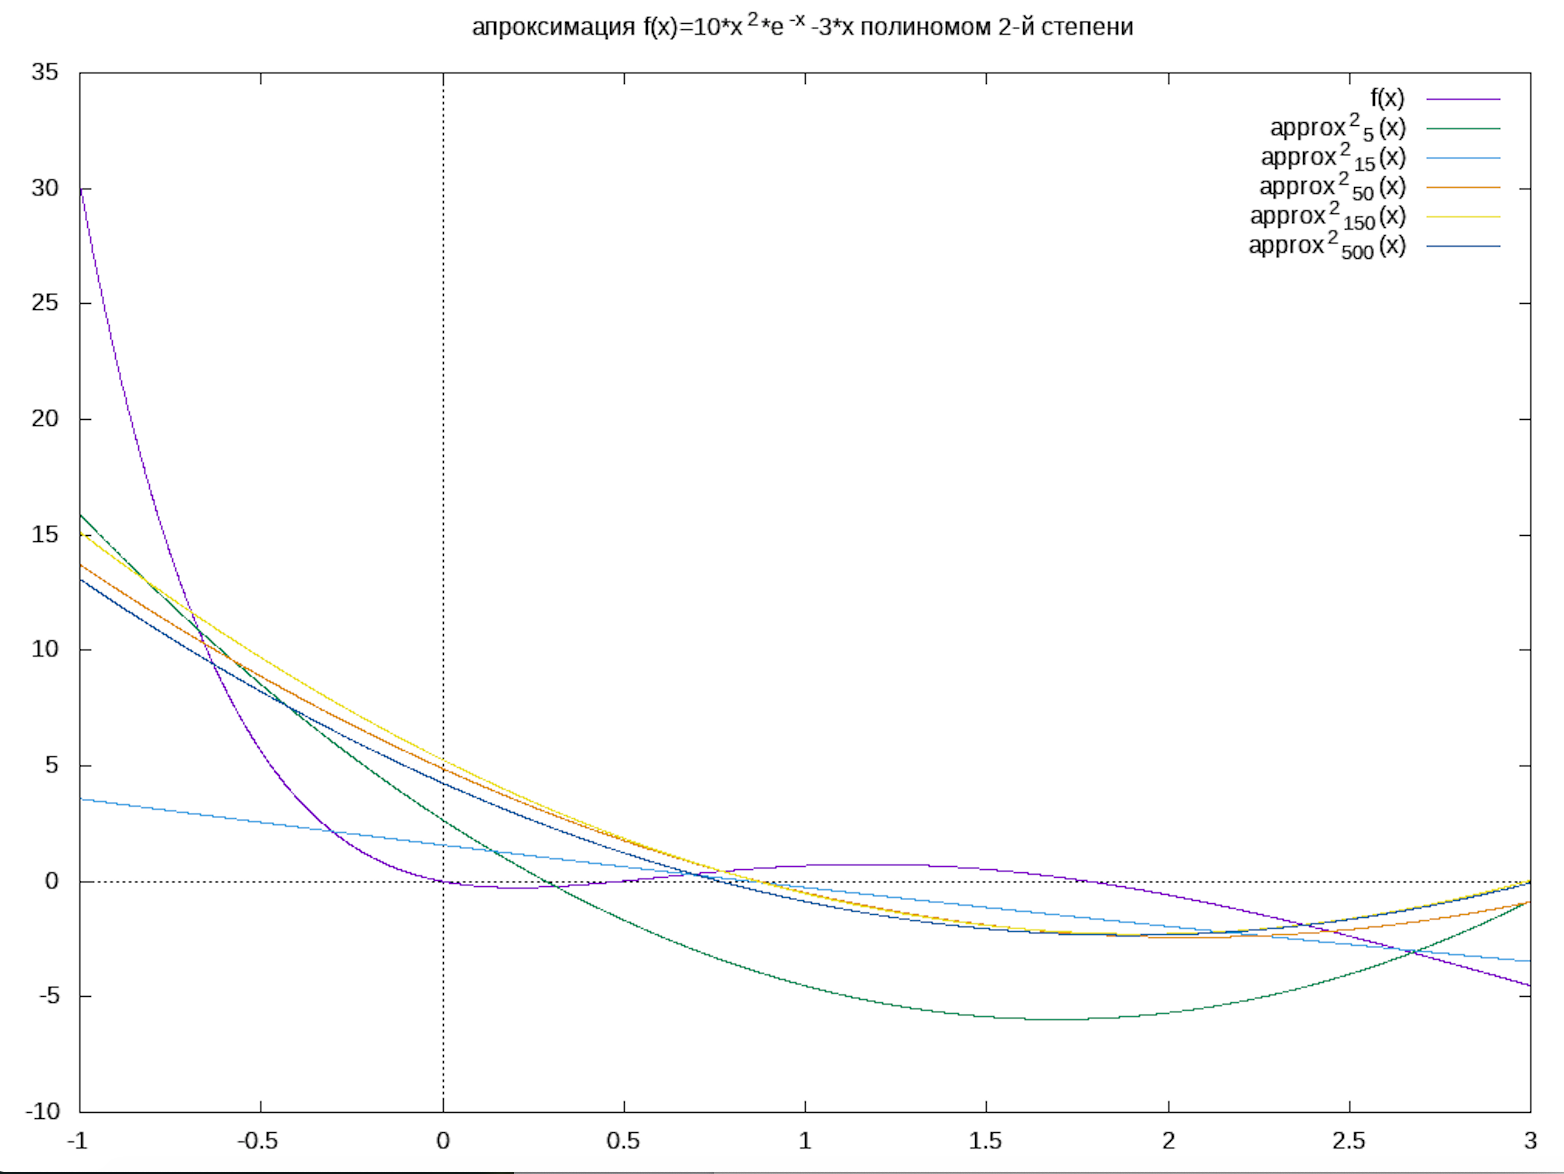 апроксимация f(x)=10*x²*e⁻ˣ -3*x полиномом 2-й степени
35
30
25
20
15
10
5
0
-5
-10
f(x)
approx²₅(x)
approx²₁₅(x)
approx²₅₀(x)
approx²₁₅₀(x)
approx²₅₀₀(x)
-1 -0.5 0 0.5 1 1.5 2 2.5 3